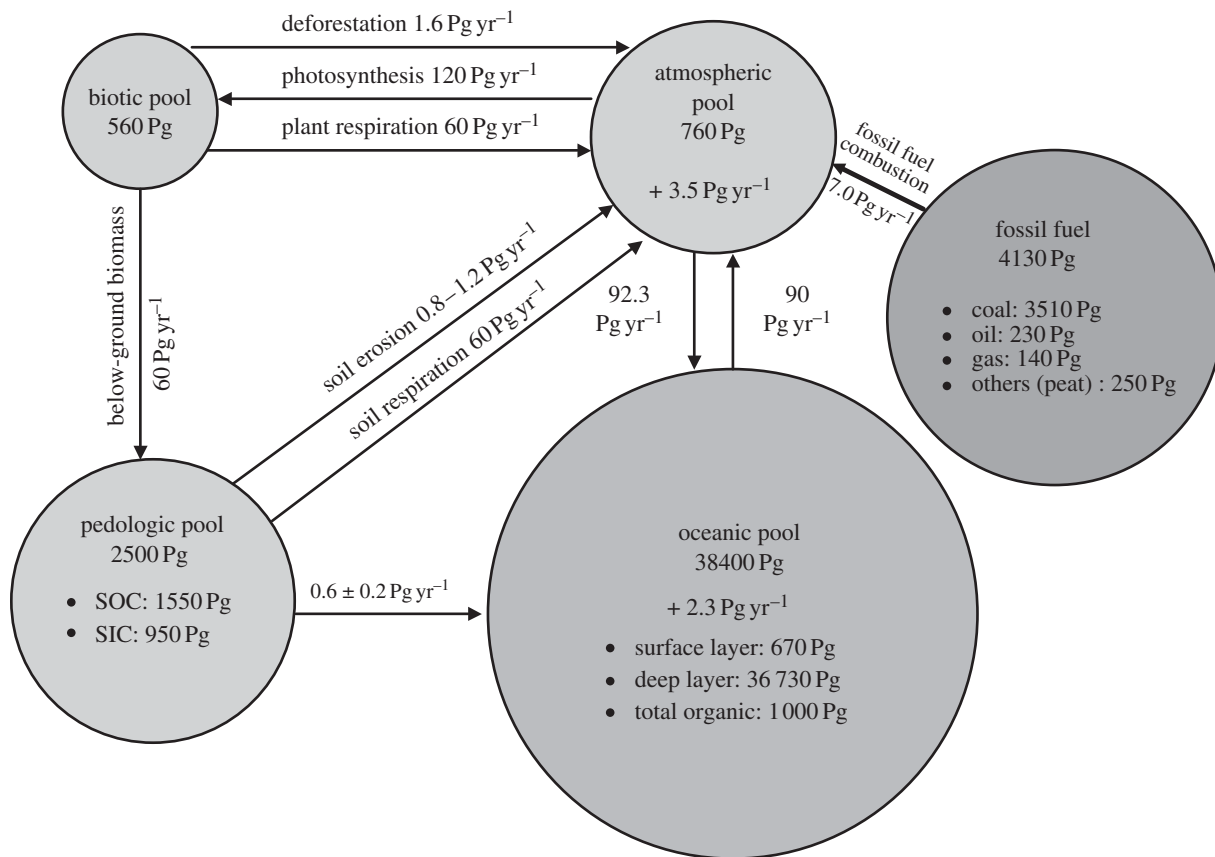 deforestation 1.6 Pg yr⁻¹
photosynthesis 120 Pg yr⁻¹
plant respiration 60 Pg yr⁻¹
biotic pool
560 Pg
atmospheric
pool
760 Pg
+ 3.5 Pg yr⁻¹
fossil fuel
combustion
7.0 Pg yr⁻¹
fossil fuel
4130 Pg
• coal: 3510 Pg
• oil: 230 Pg
• gas: 140 Pg
• others (peat) : 250 Pg
below-ground biomass
60 Pg yr⁻¹
soil erosion 0.8–1.2 Pg yr⁻¹
soil respiration 60 Pg yr⁻¹
92.3
Pg yr⁻¹
90
Pg yr⁻¹
pedologic pool
2500 Pg
• SOC: 1550 Pg
• SIC: 950 Pg
0.6 ± 0.2 Pg yr⁻¹
oceanic pool
38400 Pg
+ 2.3 Pg yr⁻¹
• surface layer: 670 Pg
• deep layer: 36 730 Pg
• total organic: 1000 Pg